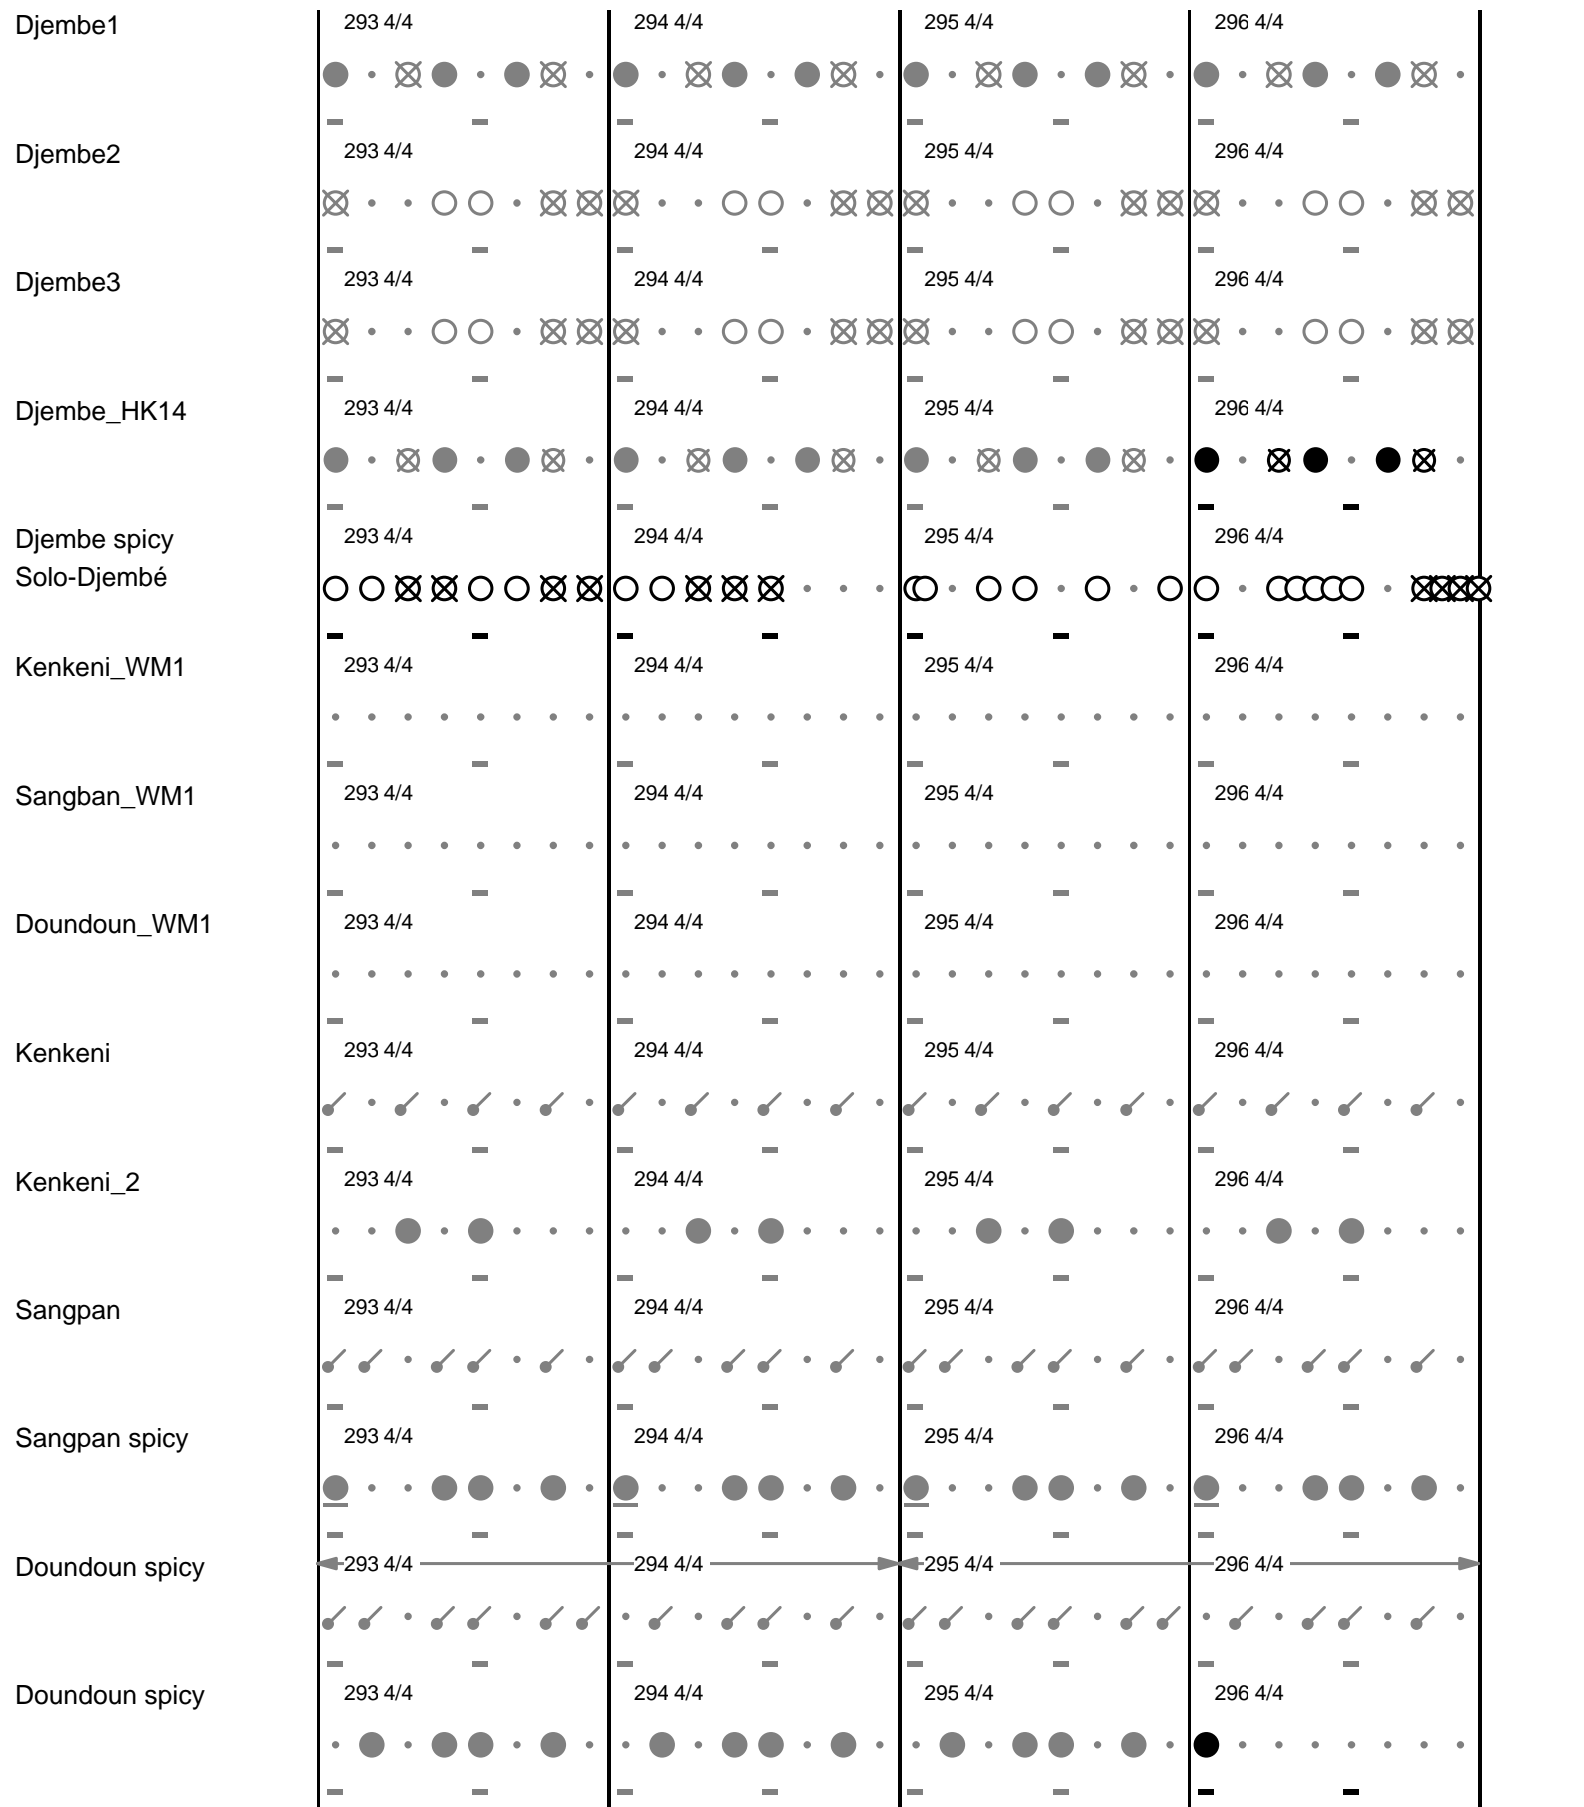 Djembe1 293 4/4 294 4/4 295 4/4 296 4/4
Djembe2 293 4/4 294 4/4 295 4/4 296 4/4
Djembe3 293 4/4 294 4/4 295 4/4 296 4/4
Djembe_HK14 293 4/4 294 4/4 295 4/4 296 4/4
Djembe spicy 293 4/4 294 4/4 295 4/4 296 4/4
Solo-Djembé
Kenkeni_WM1 293 4/4 294 4/4 295 4/4 296 4/4
Sangban_WM1 293 4/4 294 4/4 295 4/4 296 4/4
Doundoun_WM1 293 4/4 294 4/4 295 4/4 296 4/4
Kenkeni 293 4/4 294 4/4 295 4/4 296 4/4
Kenkeni_2 293 4/4 294 4/4 295 4/4 296 4/4
Sangpan 293 4/4 294 4/4 295 4/4 296 4/4
Sangpan spicy 293 4/4 294 4/4 295 4/4 296 4/4
Doundoun spicy 293 4/4 294 4/4 295 4/4 296 4/4
Doundoun spicy 293 4/4 294 4/4 295 4/4 296 4/4